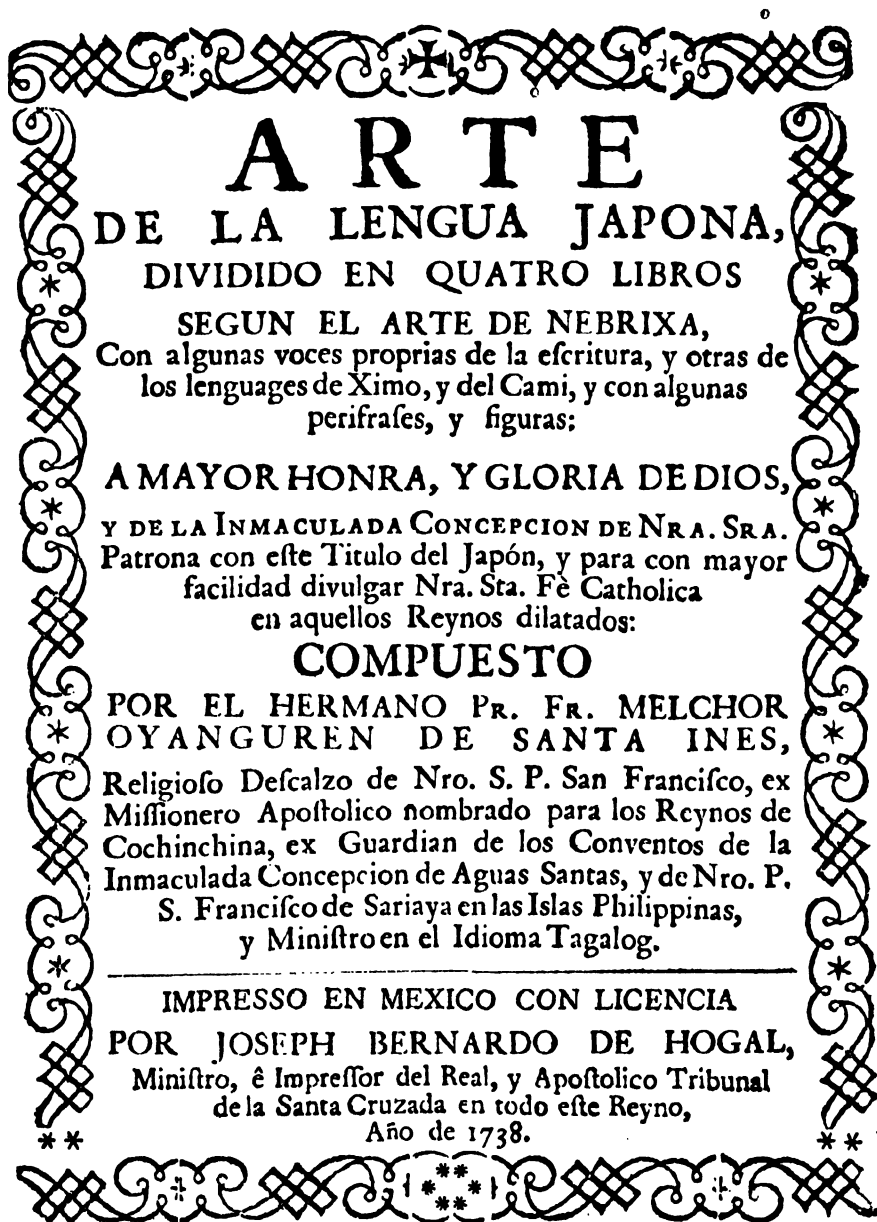 ARTE
DE LA LENGUA JAPONA,
DIVIDIDO EN QUATRO LIBROS
SEGUN EL ARTE DE NEBRIXA,
Con algunas voces proprias de la eſcritura, y otras de
los lenguages de Ximo, y del Cami, y con algunas
perifraſes, y figuras:
A MAYOR HONRA, Y GLORIA DE DIOS,
Y DE LA INMACULADA CONCEPCION DE NRA. SRA.
Patrona con eſte Titulo del Japón, y para con mayor
facilidad divulgar Nra. Sta. Fè Catholica
en aquellos Reynos dilatados:
COMPUESTO
POR EL HERMANO PR. FR. MELCHOR
OYANGUREN DE SANTA INES,
Religioſo Deſcalzo de Nro. S. P. San Franciſco, ex
Miſſionero Apoſtolico nombrado para los Reynos de
Cochinchina, ex Guardian de los Conventos de la
Inmaculada Concepcion de Aguas Santas, y de Nro. P.
S. Franciſco de Sariaya en las Islas Philippinas,
y Miniſtro en el Idioma Tagalog.
IMPRESSO EN MEXICO CON LICENCIA
POR JOSEPH BERNARDO DE HOGAL,
Miniſtro, ê Impreſſor del Real, y Apoſtolico Tribunal
de la Santa Cruzada en todo eſte Reyno,
Año de 1738.